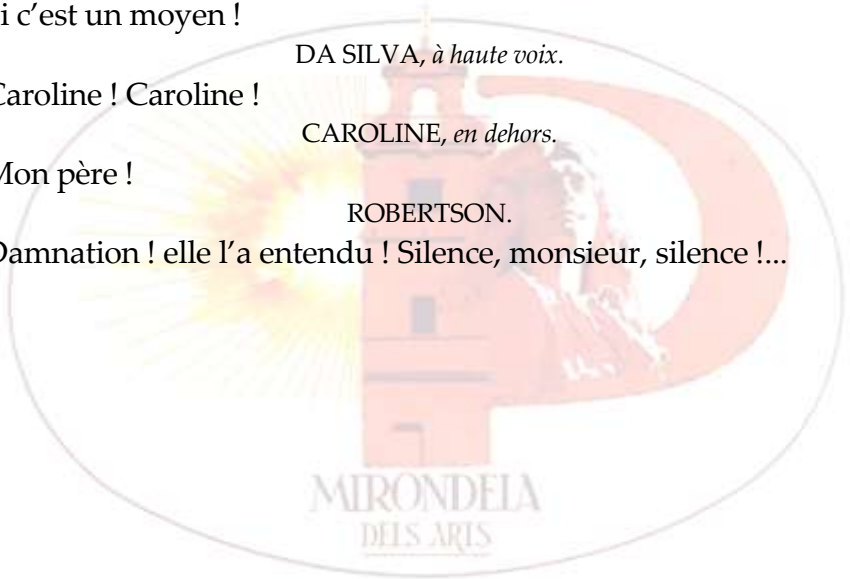 i c’est un moyen !
DA SILVA, à haute voix.
Caroline ! Caroline !
CAROLINE, en dehors.
Mon père !
ROBERTSON.
Damnation ! elle l’a entendu ! Silence, monsieur, silence !...
MIRONDELA
DELS ARTS